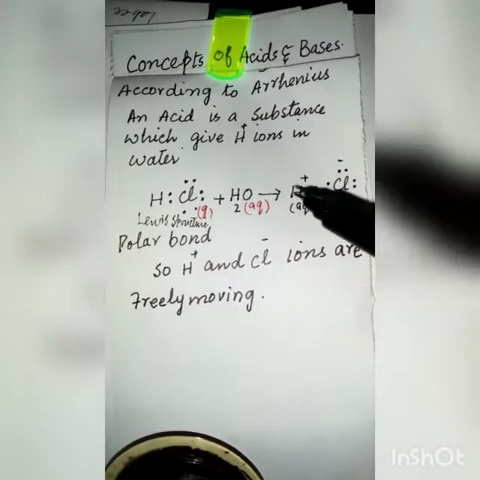 Concepts of Acids & Bases.
According to Arrhenius
An Acid is a Substance
which give H+ ions in
water
H:Cl: (g) + H2O (aq) → H+ (aq) :Cl:-
Lewis Structure
Polar bond
So H+ and Cl- ions are
Freely moving.
InShOt